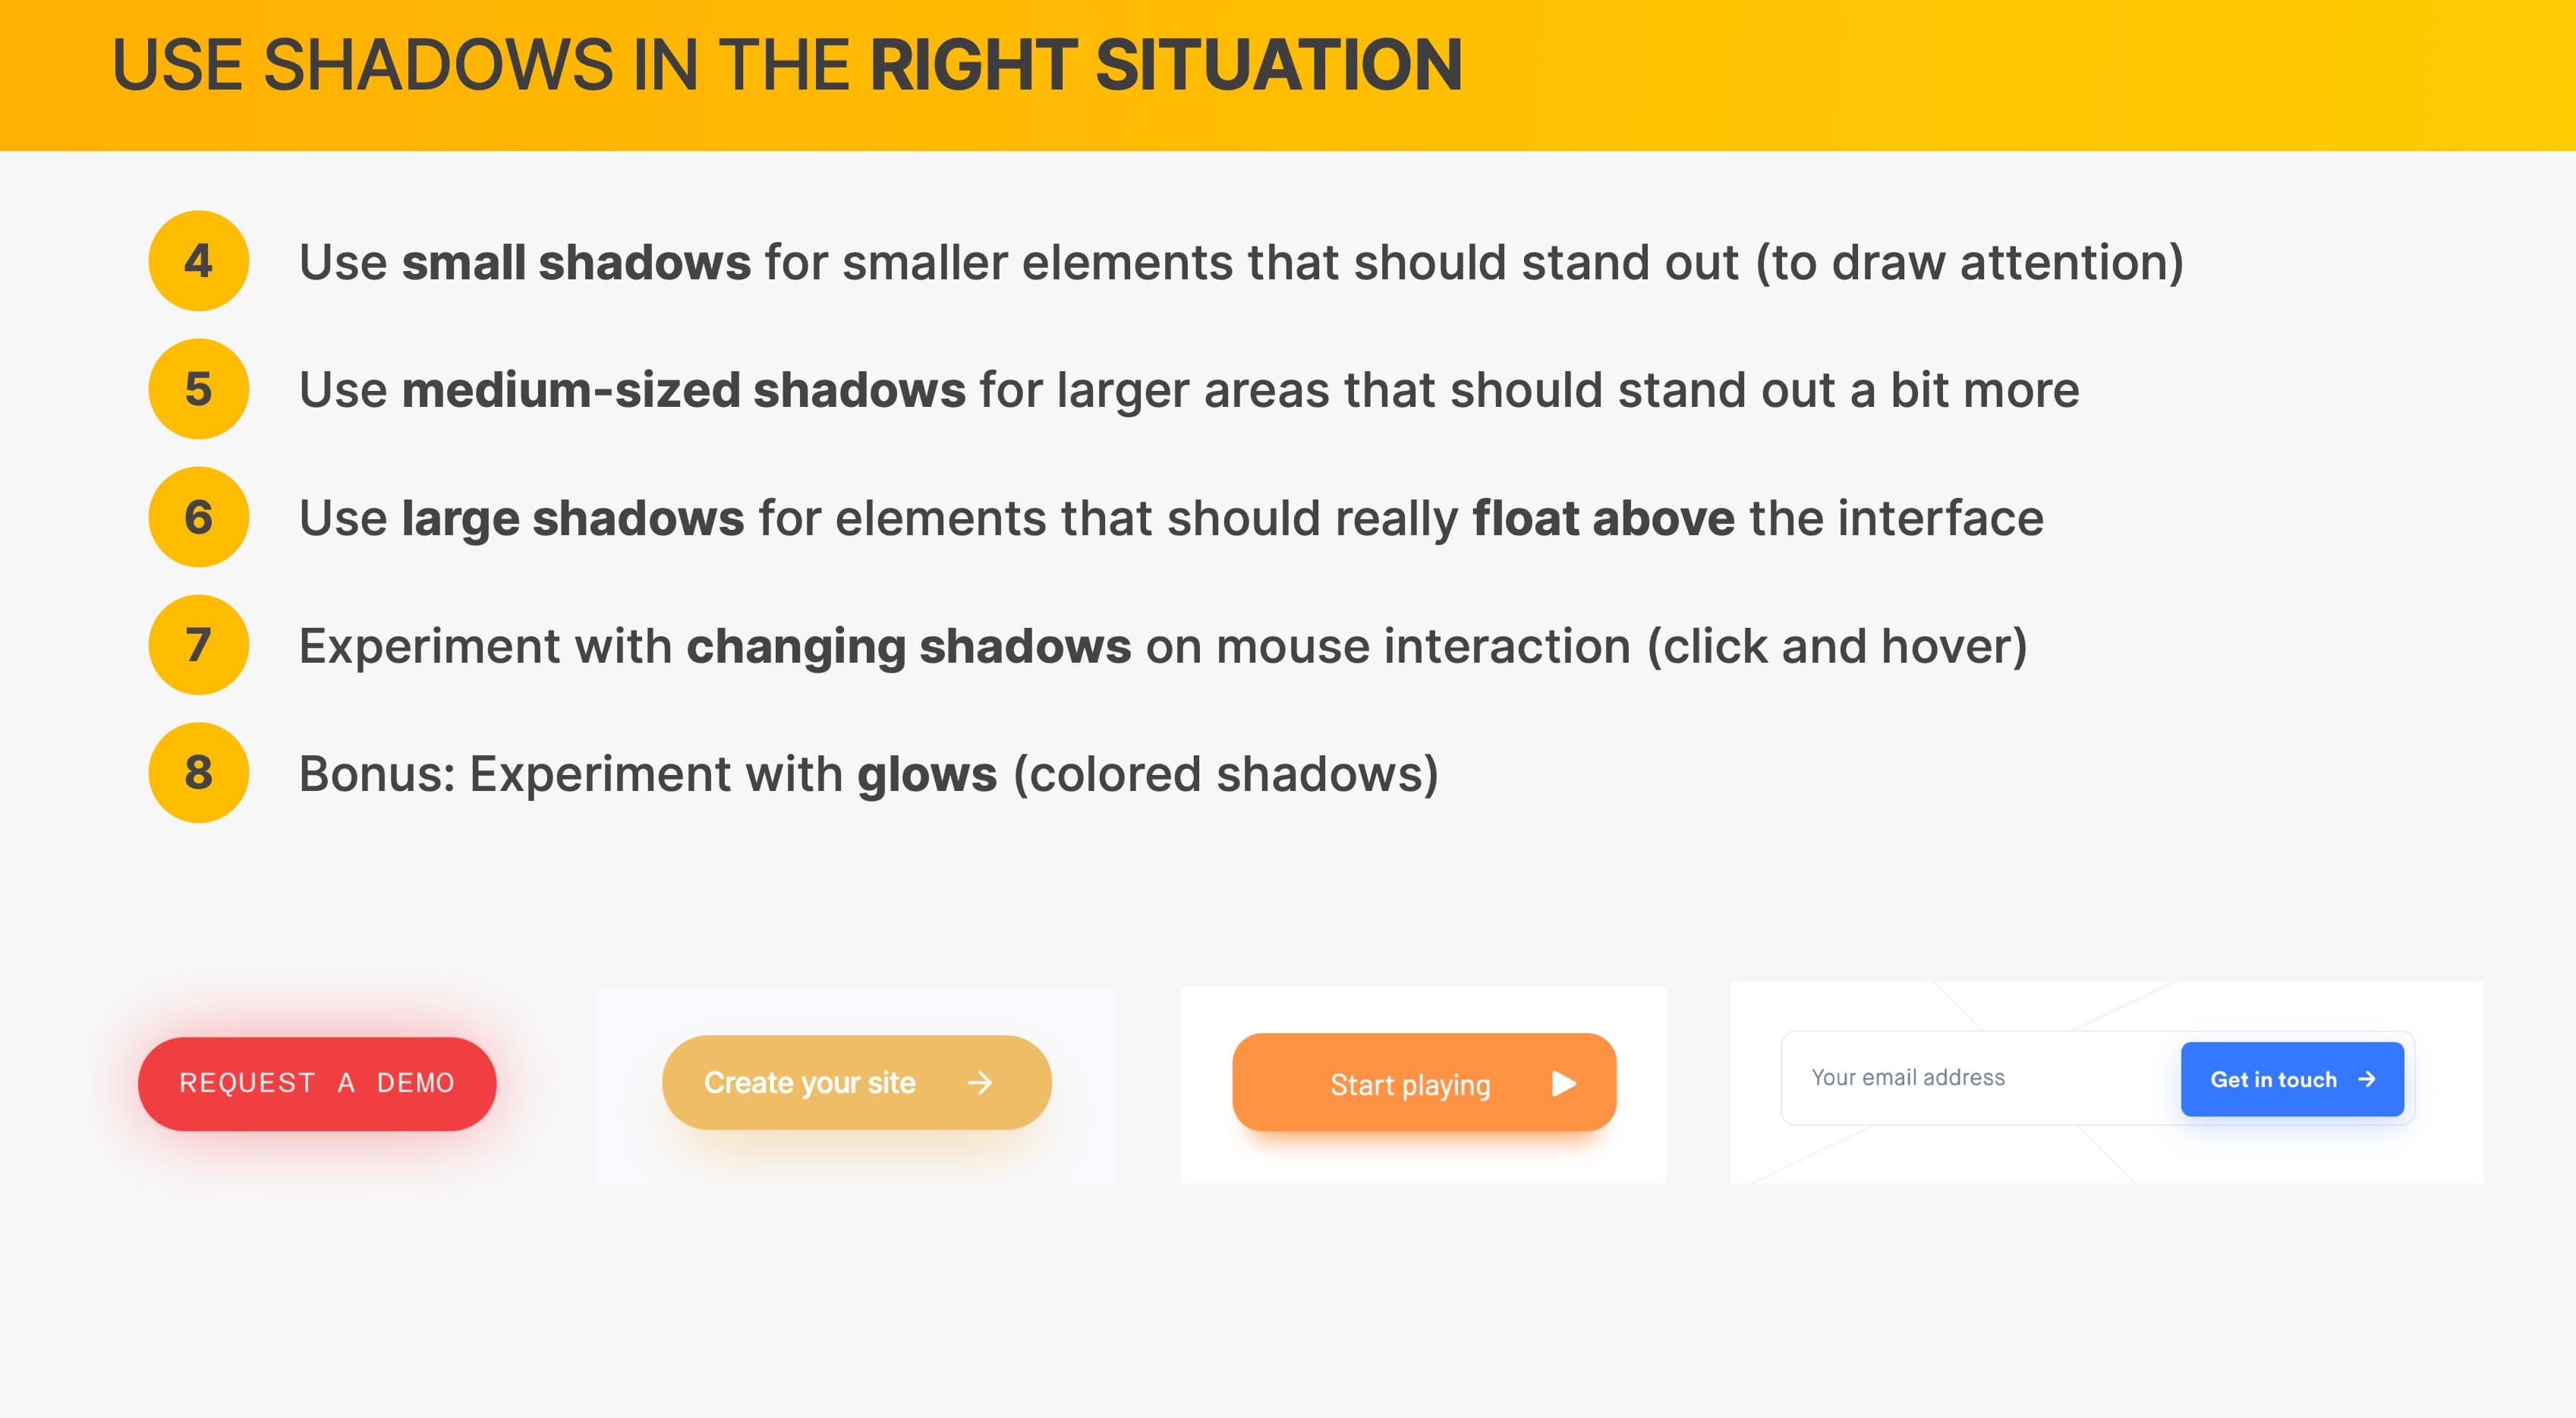 USE SHADOWS IN THE RIGHT SITUATION
4 Use small shadows for smaller elements that should stand out (to draw attention)
5 Use medium-sized shadows for larger areas that should stand out a bit more
6 Use large shadows for elements that should really float above the interface
7 Experiment with changing shadows on mouse interaction (click and hover)
8 Bonus: Experiment with glows (colored shadows)
REQUEST A DEMO
Create your site →
Start playing
Your email address
Get in touch →